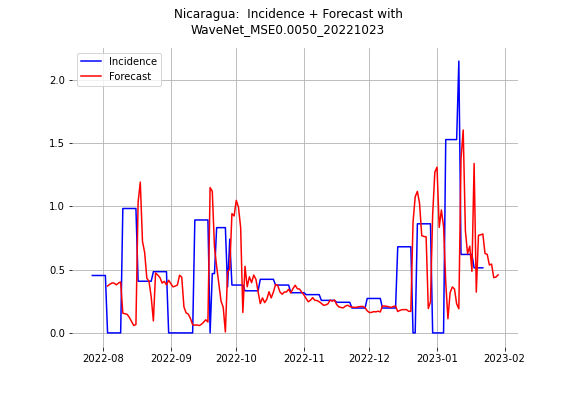 Nicaragua:  Incidence + Forecast with
WaveNet_MSE0.0050_20221023
Incidence
Forecast
2.0
1.5
1.0
0.5
0.0
2022-08 2022-09 2022-10 2022-11 2022-12 2023-01 2023-02